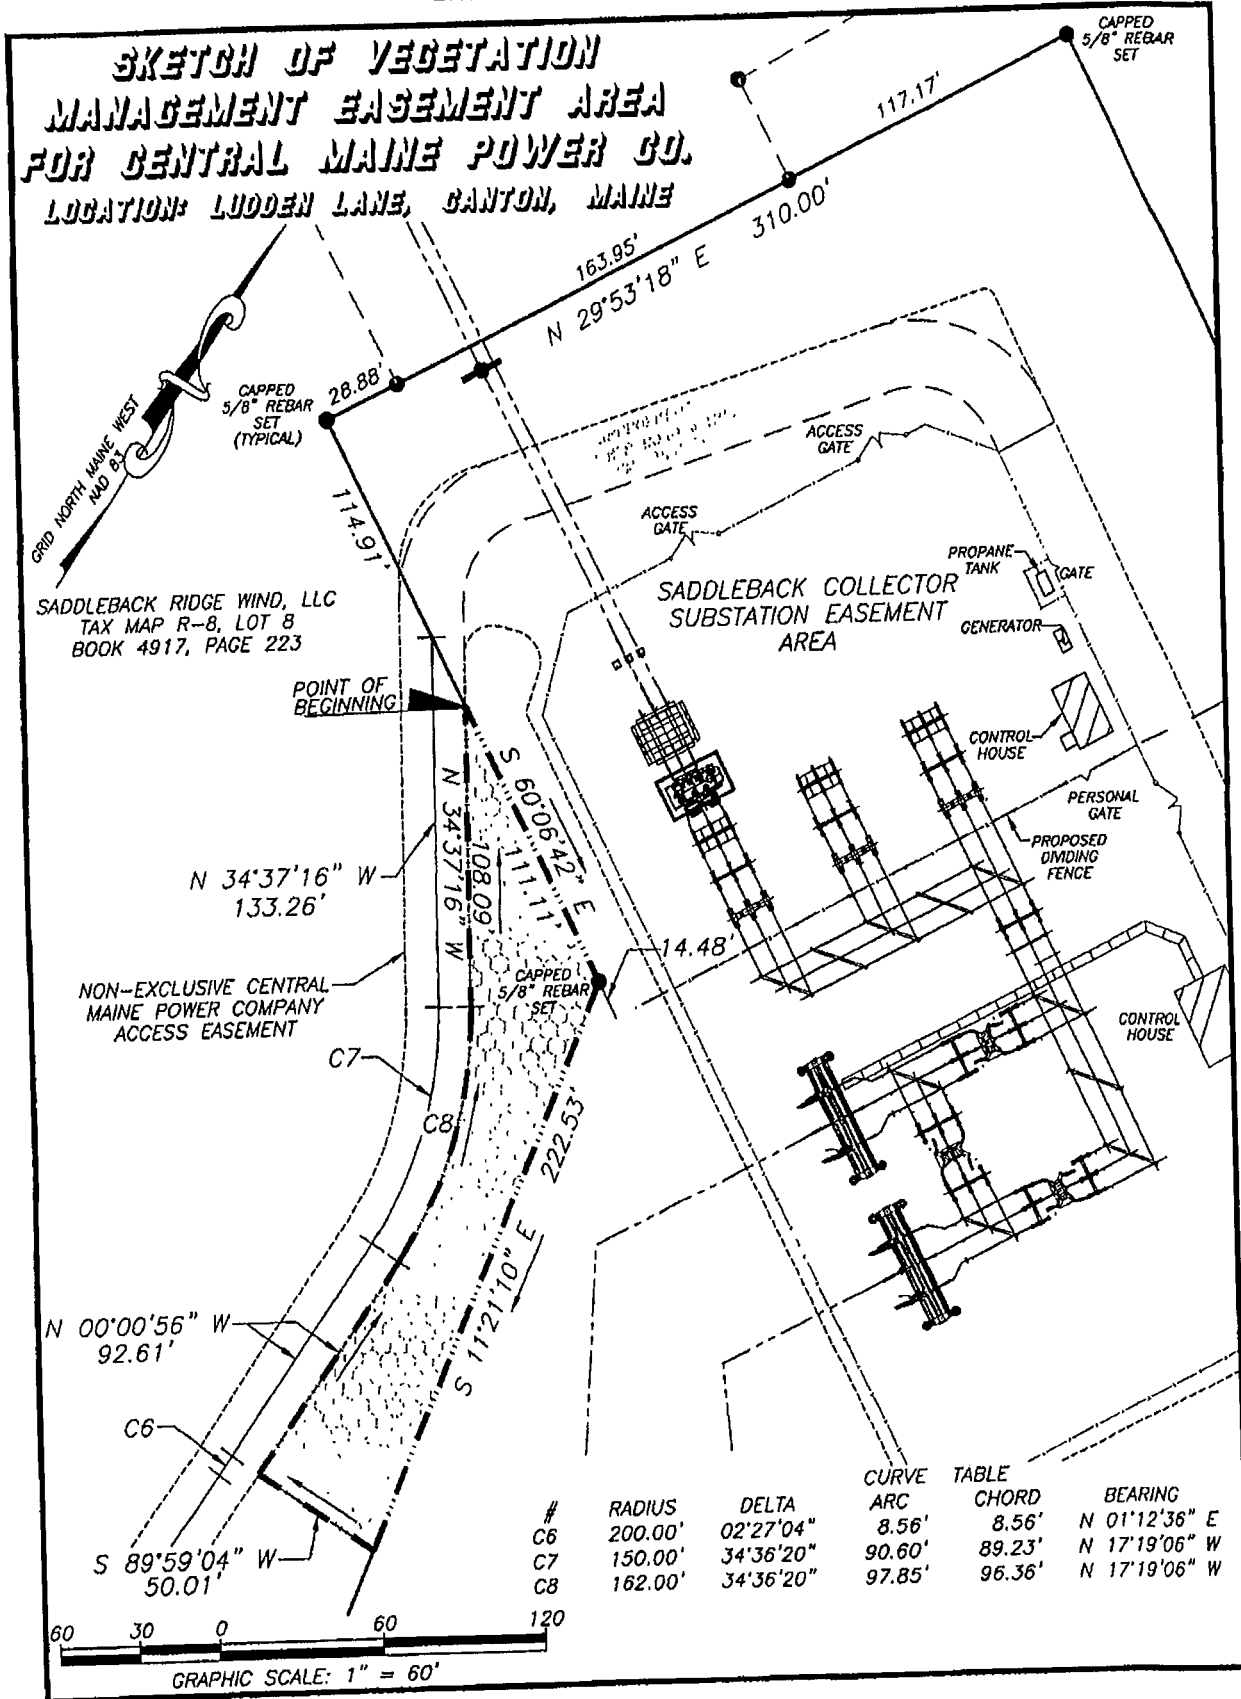 SKETCH OF VEGETATION
MANAGEMENT EASEMENT AREA
FOR CENTRAL MAINE POWER CO.
LOCATION: LUDDEN LANE, CANTON, MAINE
CAPPED
5/8" REBAR
SET
117.17'
310.00'
163.95'
N 29°53'18" E
28.88'
CAPPED
5/8" REBAR
SET
(TYPICAL)
GRID NORTH MAINE WEST
NAD 83
114.91'
ACCESS
GATE
ACCESS
GATE
SADDLEBACK COLLECTOR
SUBSTATION EASEMENT
AREA
PROPANE
TANK
GATE
GENERATOR
CONTROL
HOUSE
PERSONAL
GATE
PROPOSED
DIVIDING
FENCE
CONTROL
HOUSE
SADDLEBACK RIDGE WIND, LLC
TAX MAP R-8, LOT 8
BOOK 4917, PAGE 223
POINT OF
BEGINNING
S 60°06'42" E
111.11'
N 34°37'16" W
108.09'
N 34°37'16" W
133.26'
14.48'
CAPPED
5/8" REBAR
SET
NON-EXCLUSIVE CENTRAL
MAINE POWER COMPANY
ACCESS EASEMENT
C7
C8
222.53'
S 11°21'10" E
N 00°00'56" W
92.61'
C6
S 89°59'04" W
50.01'
CURVE TABLE
# RADIUS DELTA ARC CHORD BEARING
C6 200.00' 02°27'04" 8.56' 8.56' N 01°12'36" E
C7 150.00' 34°36'20" 90.60' 89.23' N 17°19'06" W
C8 162.00' 34°36'20" 97.85' 96.36' N 17°19'06" W
60 30 0 60 120
GRAPHIC SCALE: 1" = 60'